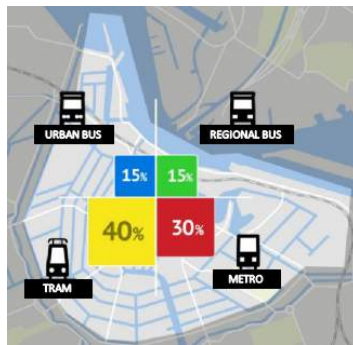 URBAN BUS
REGIONAL BUS
15%
15%
40%
30%
TRAM
METRO